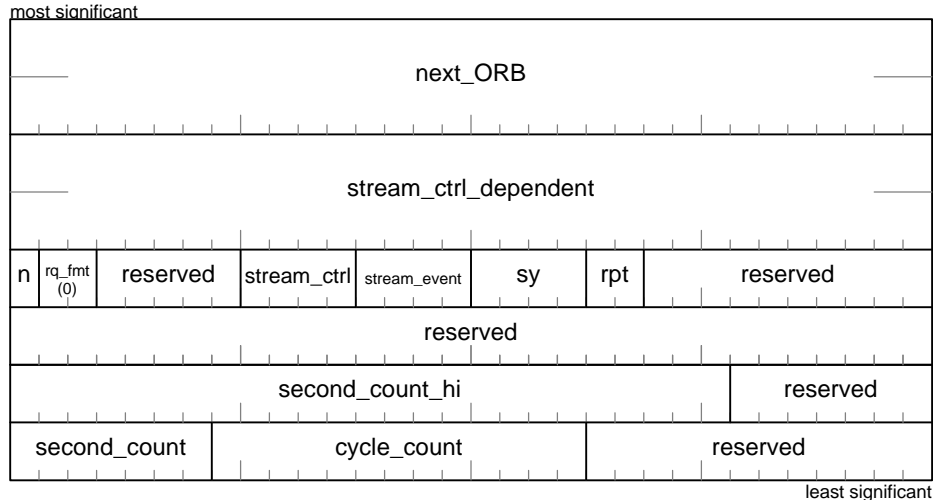 most significant
next_ORB
stream_ctrl_dependent
n rq_fmt (0) reserved stream_ctrl stream_event sy rpt reserved
reserved
second_count_hi reserved
second_count cycle_count reserved
least significant